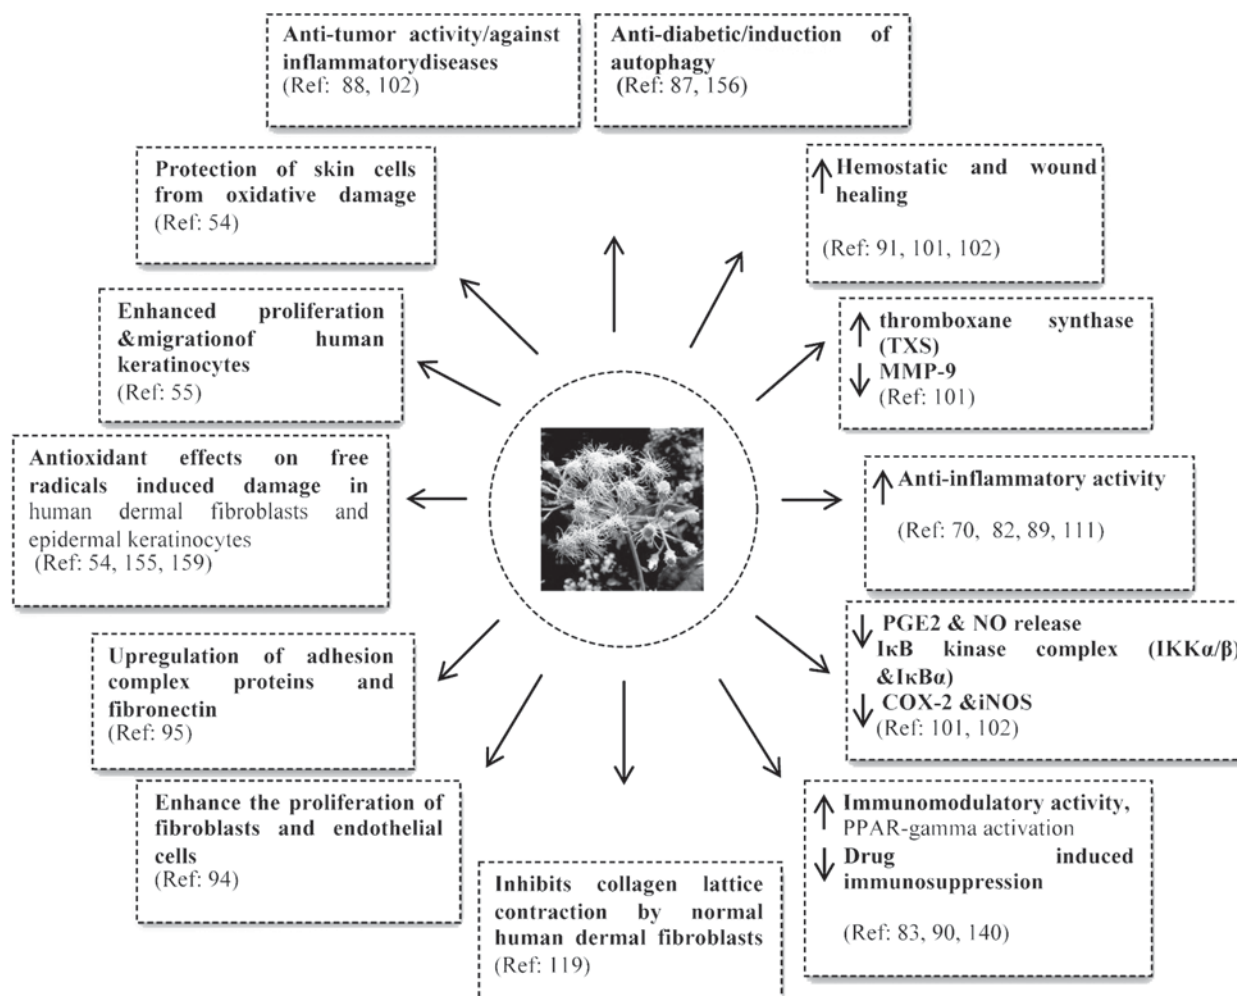 Anti-tumor activity/against
inflammatorydiseases
(Ref: 88, 102)
Anti-diabetic/induction of
autophagy
(Ref: 87, 156)
Protection of skin cells
from oxidative damage
(Ref: 54)
↑ Hemostatic and wound
healing
(Ref: 91, 101, 102)
Enhanced proliferation
&migrationof human
keratinocytes
(Ref: 55)
↑ thromboxane synthase
(TXS)
↓ MMP-9
(Ref: 101)
Antioxidant effects on free
radicals induced damage in
human dermal fibroblasts and
epidermal keratinocytes
(Ref: 54, 155, 159)
↑ Anti-inflammatory activity
(Ref: 70, 82, 89, 111)
Upregulation of adhesion
complex proteins and
fibronectin
(Ref: 95)
↓ PGE2 & NO release
IκB kinase complex (IKKα/β)
&IκBα)
↓ COX-2 &iNOS
(Ref: 101, 102)
Enhance the proliferation of
fibroblasts and endothelial
cells
(Ref: 94)
Inhibits collagen lattice
contraction by normal
human dermal fibroblasts
(Ref: 119)
↑ Immunomodulatory activity,
PPAR-gamma activation
↓ Drug induced
immunosuppression
(Ref: 83, 90, 140)